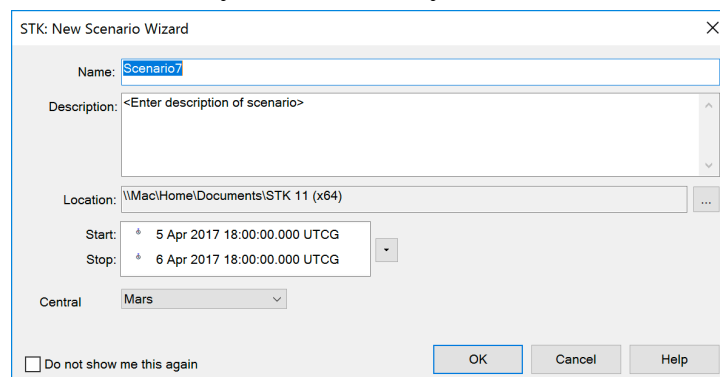 STK: New Scenario Wizard
Name: Scenario7
Description: <Enter description of scenario>
Location: \\Mac\Home\Documents\STK 11 (x64)
...
Start: 5 Apr 2017 18:00:00.000 UTCG
Stop: 6 Apr 2017 18:00:00.000 UTCG
Central Mars
Do not show me this again
OK Cancel Help